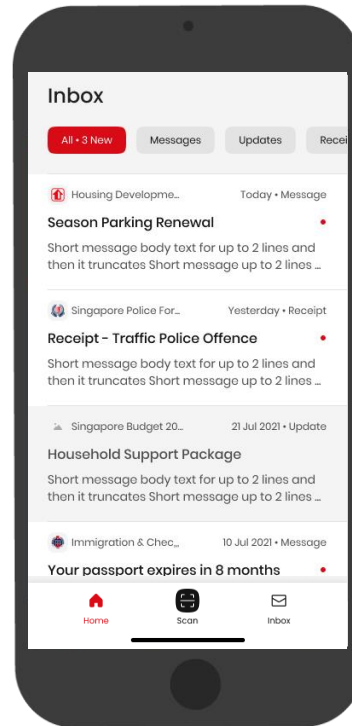 Inbox
All • 3 New Messages Updates Recei
Housing Developme... Today • Message
Season Parking Renewal
Short message body text for up to 2 lines and
then it truncates Short message up to 2 lines ...
Singapore Police For... Yesterday • Receipt
Receipt - Traffic Police Offence
Short message body text for up to 2 lines and
then it truncates Short message up to 2 lines ...
Singapore Budget 20... 21 Jul 2021 • Update
Household Support Package
Short message body text for up to 2 lines and
then it truncates Short message up to 2 lines ...
Immigration & Chec... 10 Jul 2021 • Message
Your passport expires in 8 months
Home Scan Inbox